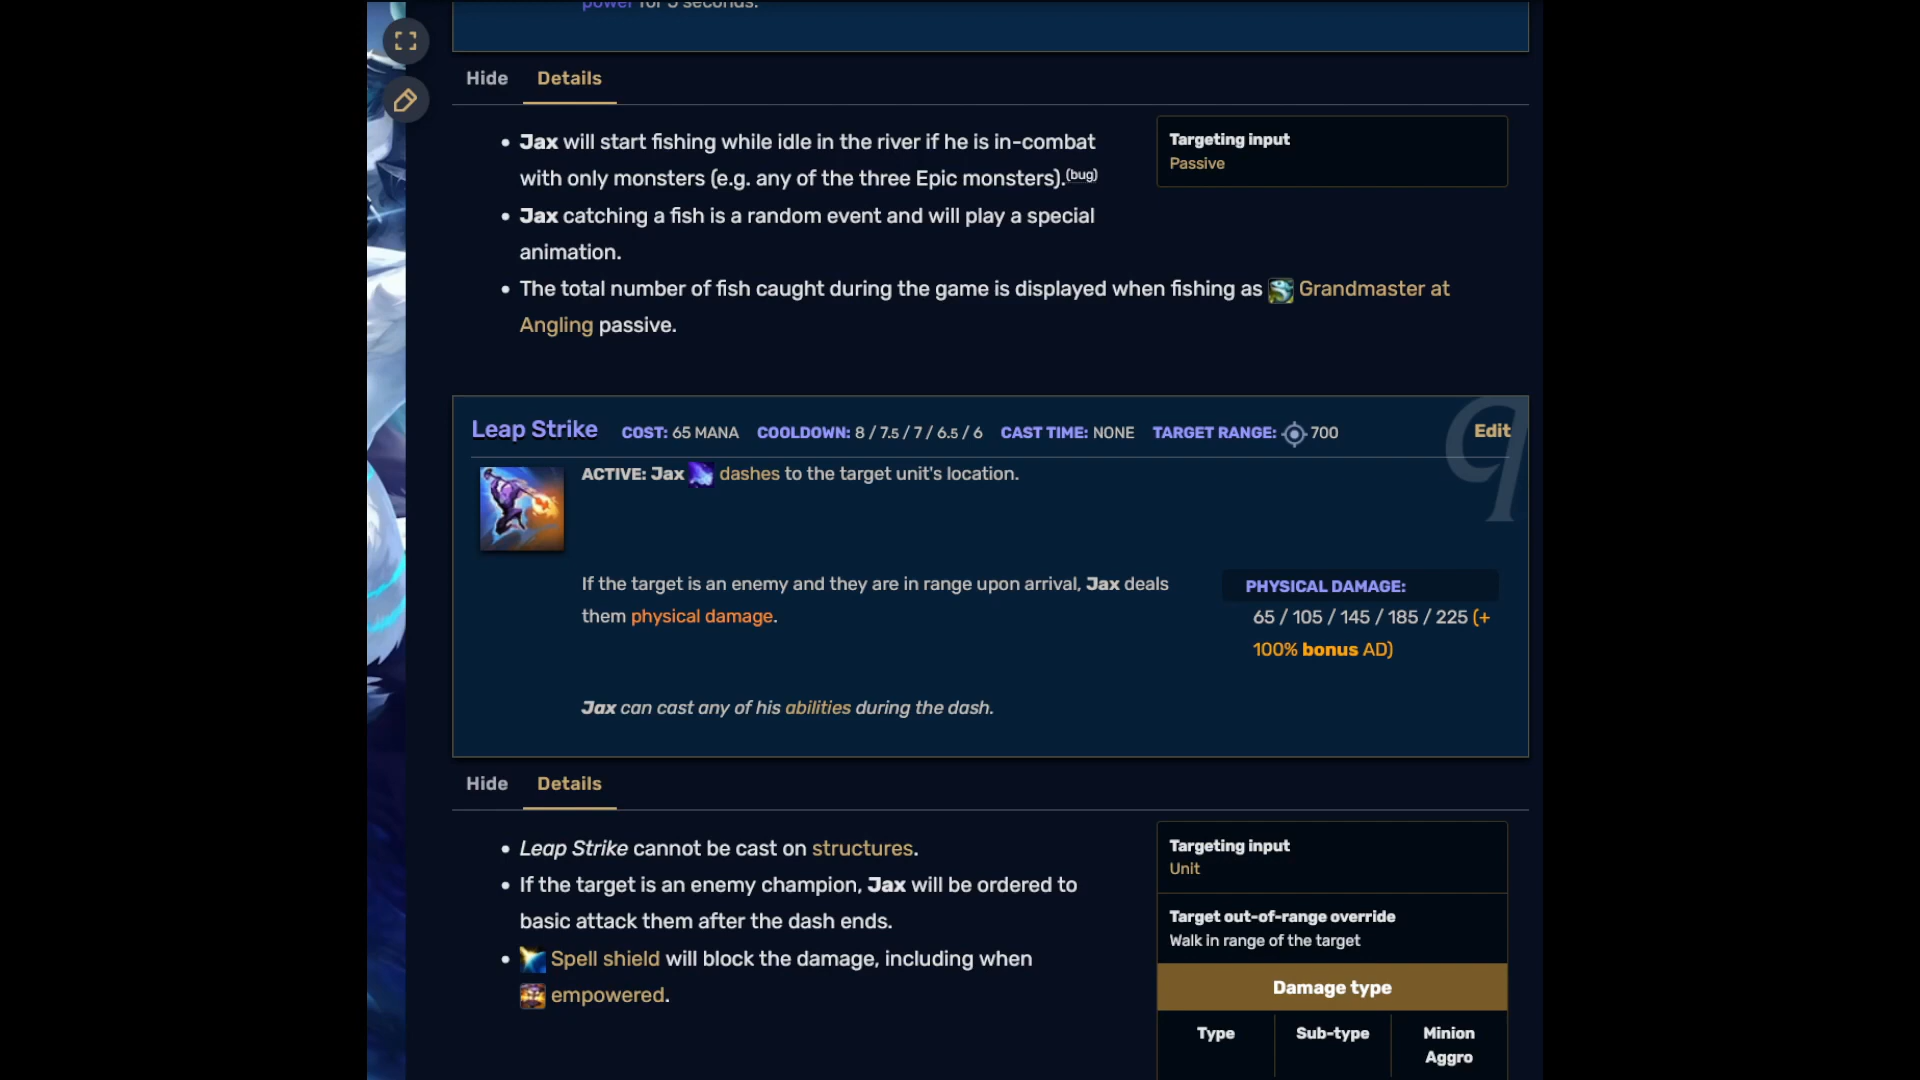 power for 5 seconds.
Hide Details
• Jax will start fishing while idle in the river if he is in-combat
with only monsters (e.g. any of the three Epic monsters).(bug)
• Jax catching a fish is a random event and will play a special
animation.
• The total number of fish caught during the game is displayed when fishing as Grandmaster at
Angling passive.
Targeting input
Passive
Leap Strike COST: 65 MANA COOLDOWN: 8 / 7.5 / 7 / 6.5 / 6 CAST TIME: NONE TARGET RANGE: 700 Edit
q
ACTIVE: Jax dashes to the target unit's location.
If the target is an enemy and they are in range upon arrival, Jax deals
them physical damage.
PHYSICAL DAMAGE:
65 / 105 / 145 / 185 / 225 (+
100% bonus AD)
Jax can cast any of his abilities during the dash.
Hide Details
• Leap Strike cannot be cast on structures.
• If the target is an enemy champion, Jax will be ordered to
basic attack them after the dash ends.
• Spell shield will block the damage, including when
empowered.
Targeting input
Unit
Target out-of-range override
Walk in range of the target
Damage type
Type Sub-type Minion
Aggro